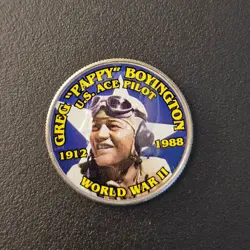 GREG "PAPPY" BOYINGTON
U.S. ACE PILOT
1912
1988
WORLD WAR II